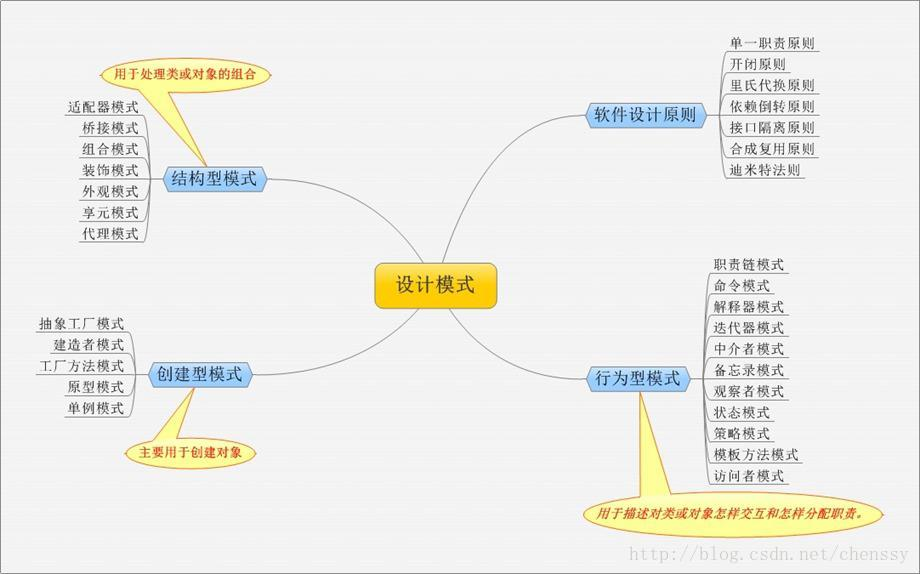 用于处理类或对象的组合
适配器模式
桥接模式
组合模式
装饰模式
外观模式
享元模式
代理模式
结构型模式
软件设计原则
单一职责原则
开闭原则
里氏代换原则
依赖倒转原则
接口隔离原则
合成复用原则
迪米特法则
设计模式
抽象工厂模式
建造者模式
工厂方法模式
原型模式
单例模式
创建型模式
主要用于创建对象
行为型模式
职责链模式
命令模式
解释器模式
迭代器模式
中介者模式
备忘录模式
观察者模式
状态模式
策略模式
模板方法模式
访问者模式
用于描述对类或对象怎样交互和怎样分配职责。
http://blog.csdn.net/chenssy